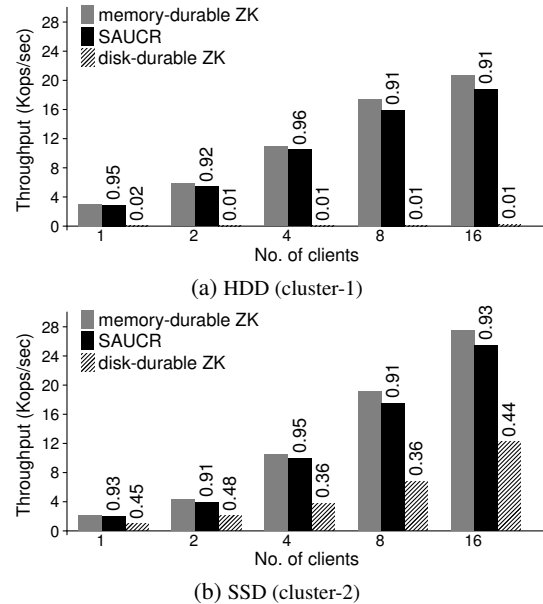 28
24
20
16
12
8
4
0
Throughput (Kops/sec)
memory-durable ZK
SAUCR
disk-durable ZK
0.95
0.02
0.92
0.01
0.96
0.01
0.91
0.01
0.91
0.01
1 2 4 8 16
No. of clients
(a) HDD (cluster-1)
28
24
20
16
12
8
4
0
Throughput (Kops/sec)
memory-durable ZK
SAUCR
disk-durable ZK
0.93
0.45
0.91
0.48
0.95
0.36
0.91
0.36
0.93
0.44
1 2 4 8 16
No. of clients
(b) SSD (cluster-2)